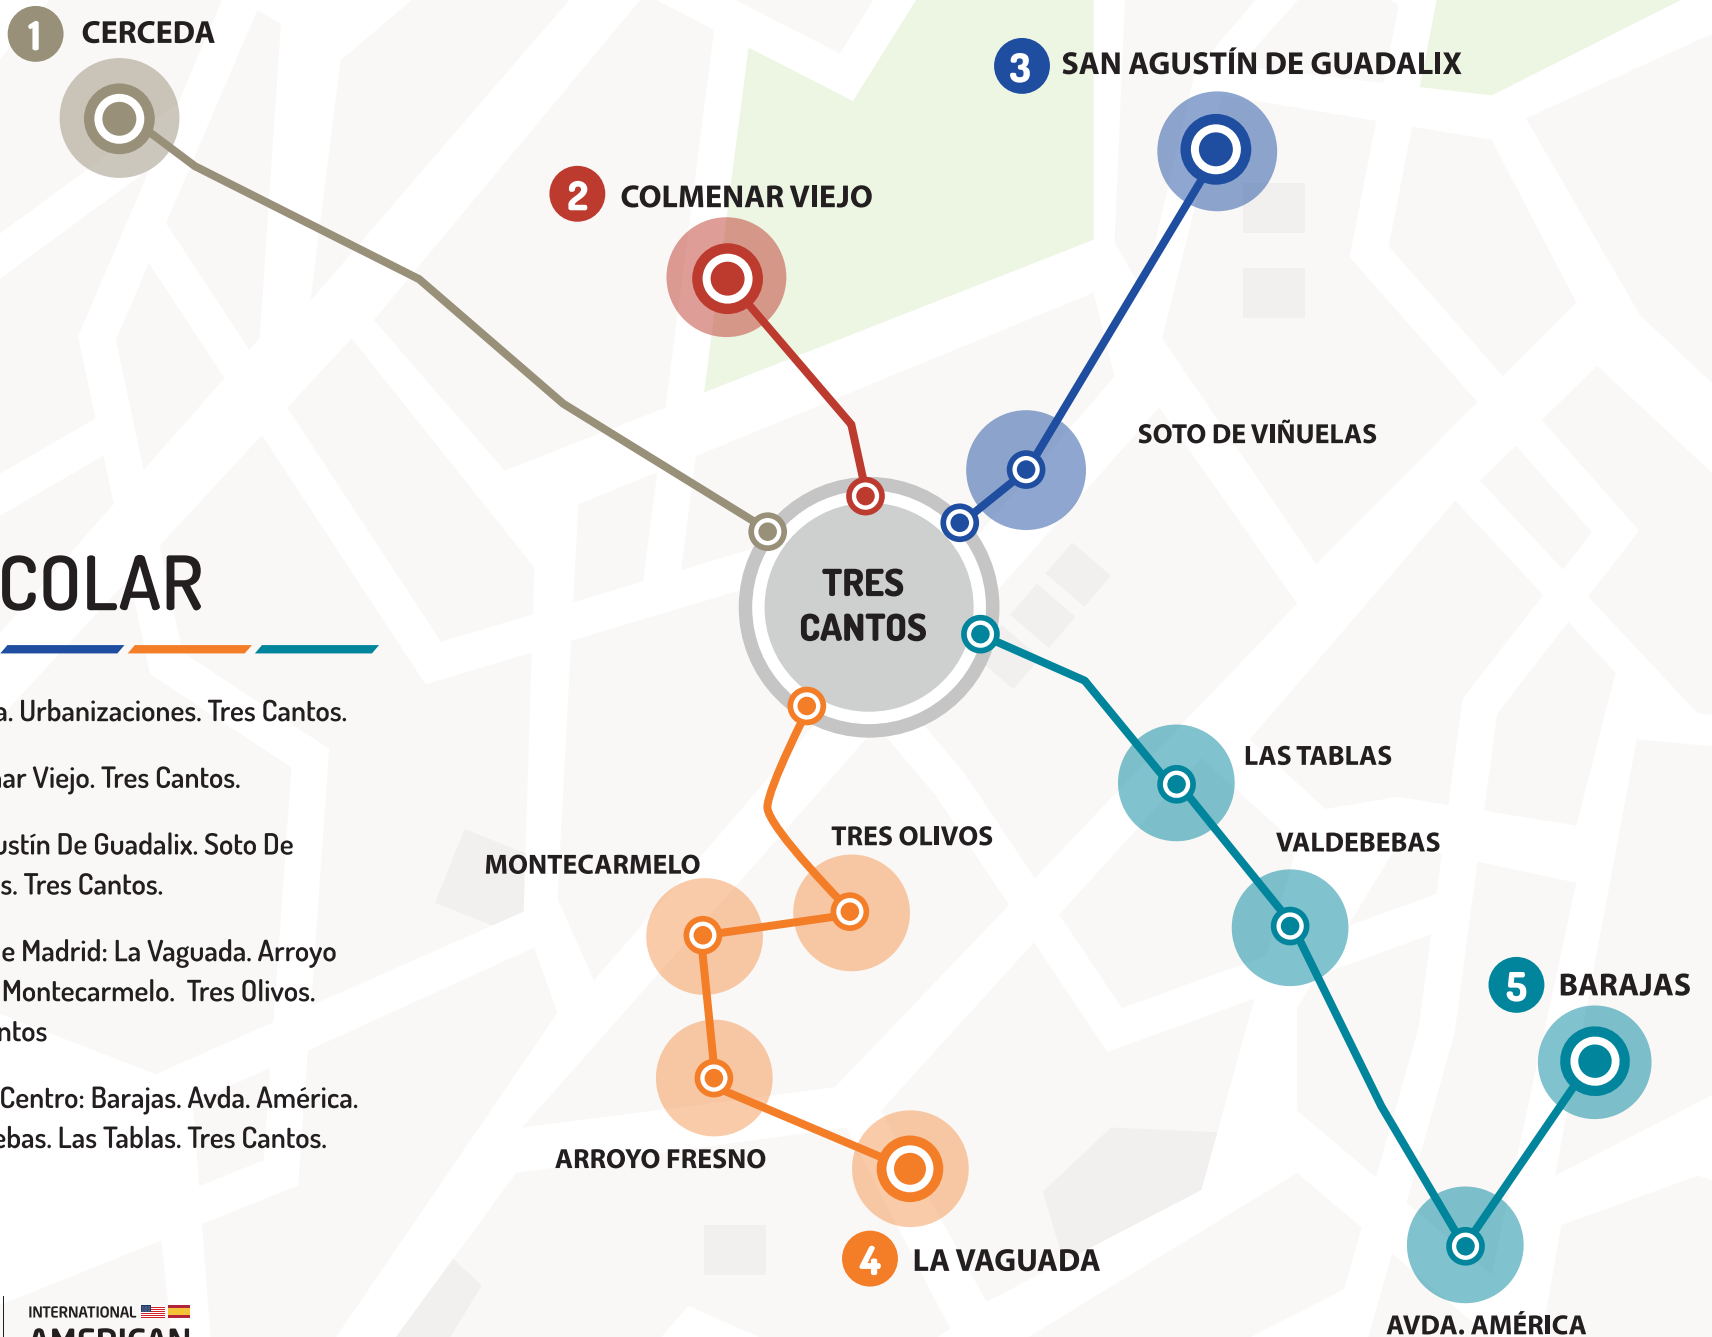 1 CERCEDA
3 SAN AGUSTÍN DE GUADALIX
2 COLMENAR VIEJO
SOTO DE VIÑUELAS
TRES
CANTOS
COLAR
a. Urbanizaciones. Tres Cantos.
ar Viejo. Tres Cantos.
ustín De Guadalix. Soto De
s. Tres Cantos.
e Madrid: La Vaguada. Arroyo
Montecarmelo. Tres Olivos.
ntos
Centro: Barajas. Avda. América.
ebas. Las Tablas. Tres Cantos.
LAS TABLAS
TRES OLIVOS
VALDEBEBAS
MONTECARMELO
5 BARAJAS
ARROYO FRESNO
4 LA VAGUADA
AVDA. AMÉRICA
INTERNATIONAL
AMERICAN